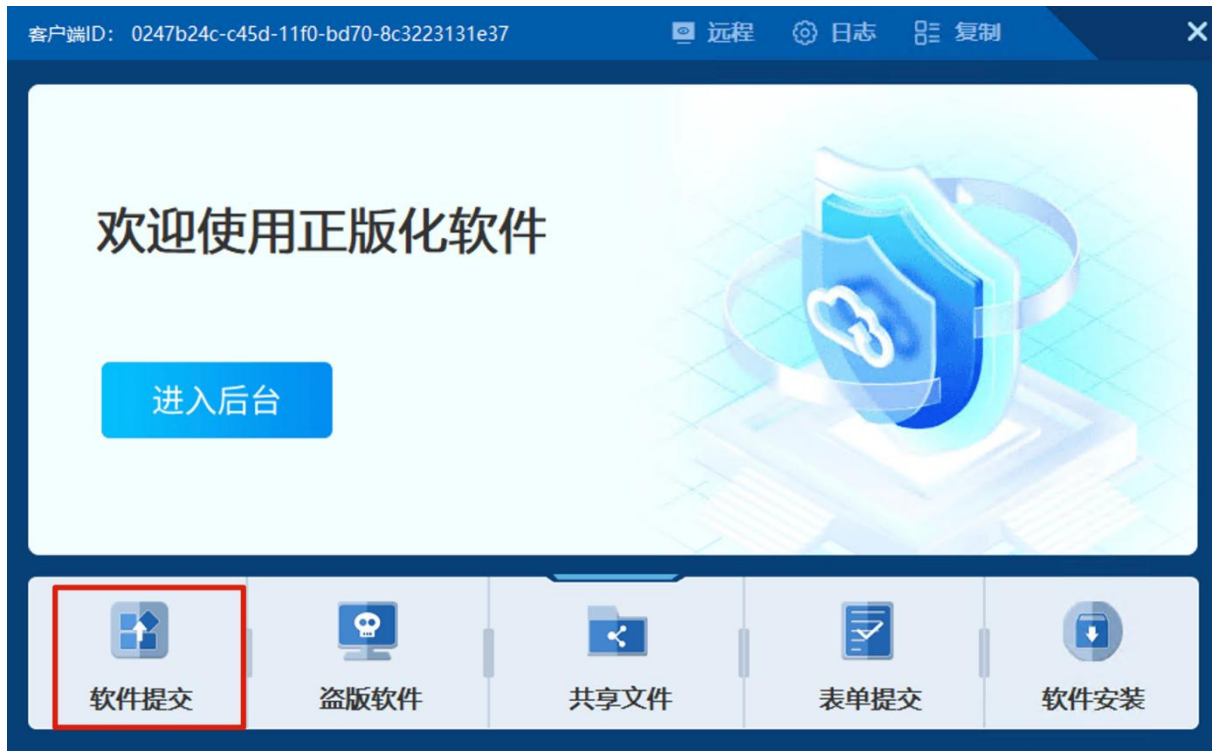 客户端ID： 0247b24c-c45d-11f0-bd70-8c3223131e37 远程 日志 复制
欢迎使用正版化软件
进入后台
软件提交 盗版软件 共享文件 表单提交 软件安装